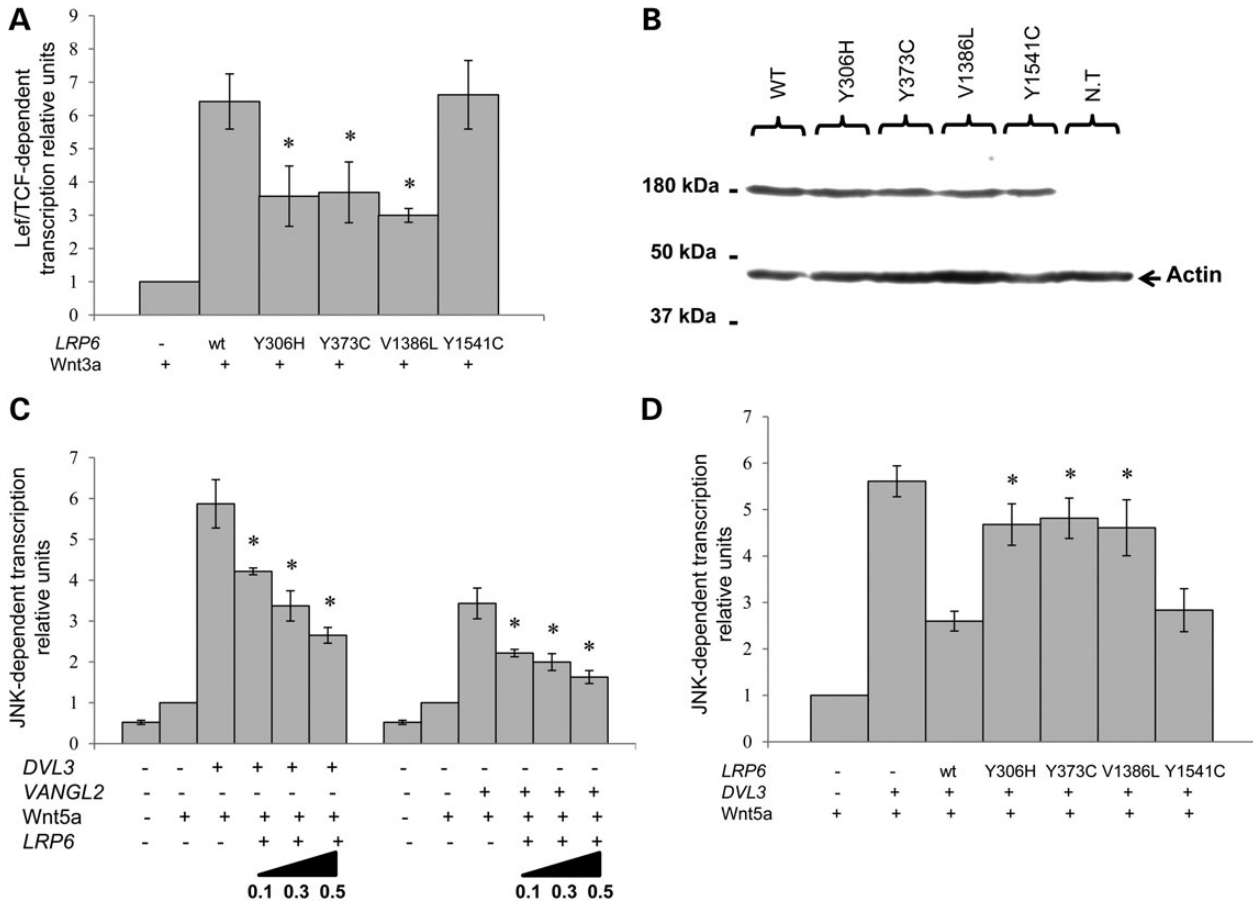 A
Lef/TCF-dependent
transcription relative units
9
8
7
6
5
4
3
2
1
0
* * *
LRP6 - wt Y306H Y373C V1386L Y1541C
Wnt3a + + + + + +
B
WT Y306H Y373C V1386L Y1541C N.T
180 kDa -
50 kDa -
Actin
37 kDa -
C
JNK-dependent transcription
relative units
7
6
5
4
3
2
1
0
* * * * * *
DVL3 - - + + + + - - - - - -
VANGL2 - - - - - - - - + + + +
Wnt5a - + + + + + - + + + + +
LRP6 - - - + + + - - - + + +
0.1 0.3 0.5 0.1 0.3 0.5
D
JNK-dependent transcription
relative units
7
6
5
4
3
2
1
0
* * *
LRP6 - - wt Y306H Y373C V1386L Y1541C
DVL3 - + + + + + +
Wnt5a + + + + + + +